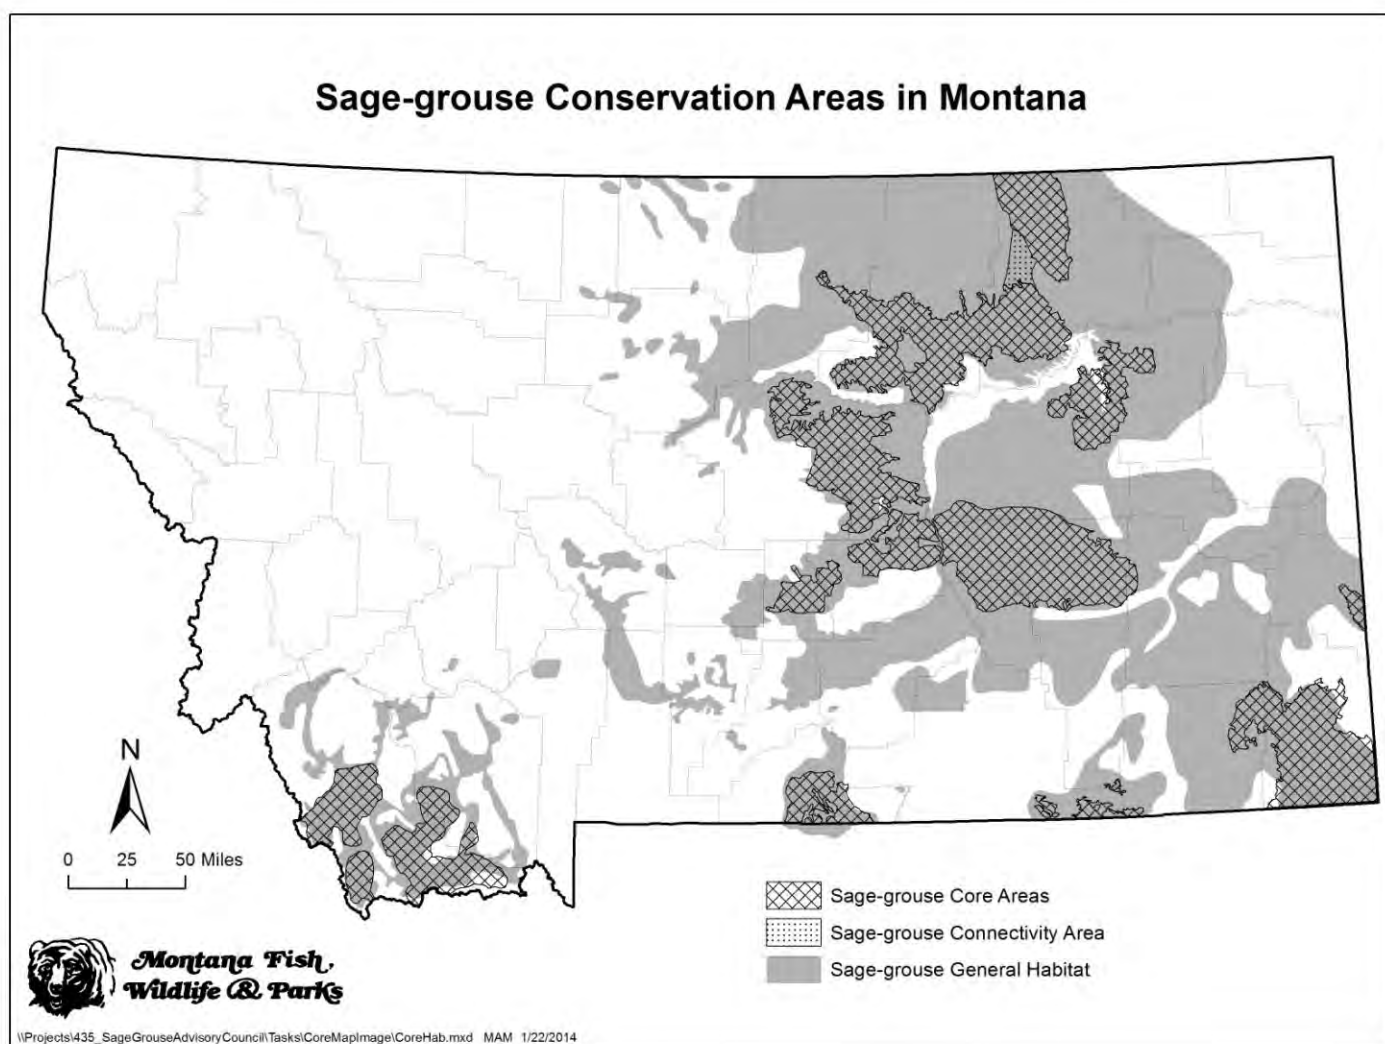 Sage-grouse Conservation Areas in Montana
N
0 25 50 Miles
Sage-grouse Core Areas
Sage-grouse Connectivity Area
Sage-grouse General Habitat
Montana Fish,
Wildlife & Parks
\\Projects\435_SageGrouseAdvisoryCouncil\Tasks\CoreMapImage\CoreHab.mxd MAM 1/22/2014